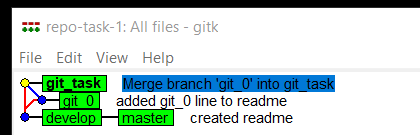 repo-task-1: All files - gitk
File Edit View Help
git_task Merge branch 'git_0' into git_task
git_0 added git_0 line to readme
develop master created readme